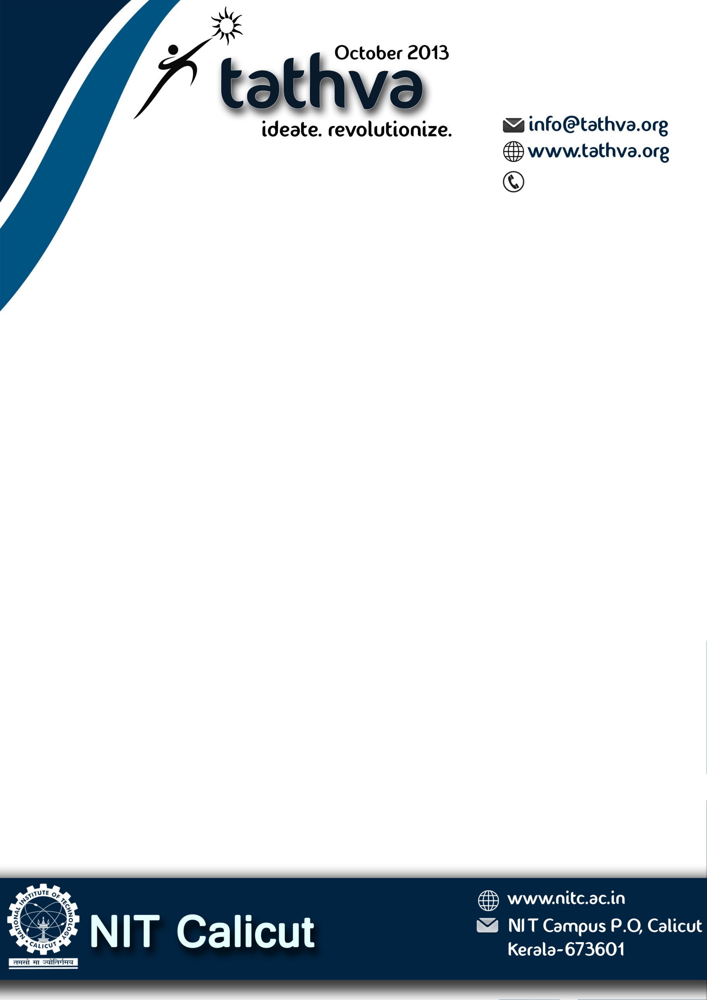 October 2013
tathva
ideate. revolutionize.
info@tathva.org
www.tathva.org
NATIONAL INSTITUTE OF TECHNOLOGY
• CALICUT •
तमसो मा ज्योतिर्गमय
NIT Calicut
www.nitc.ac.in
NIT Campus P.O, Calicut
Kerala-673601